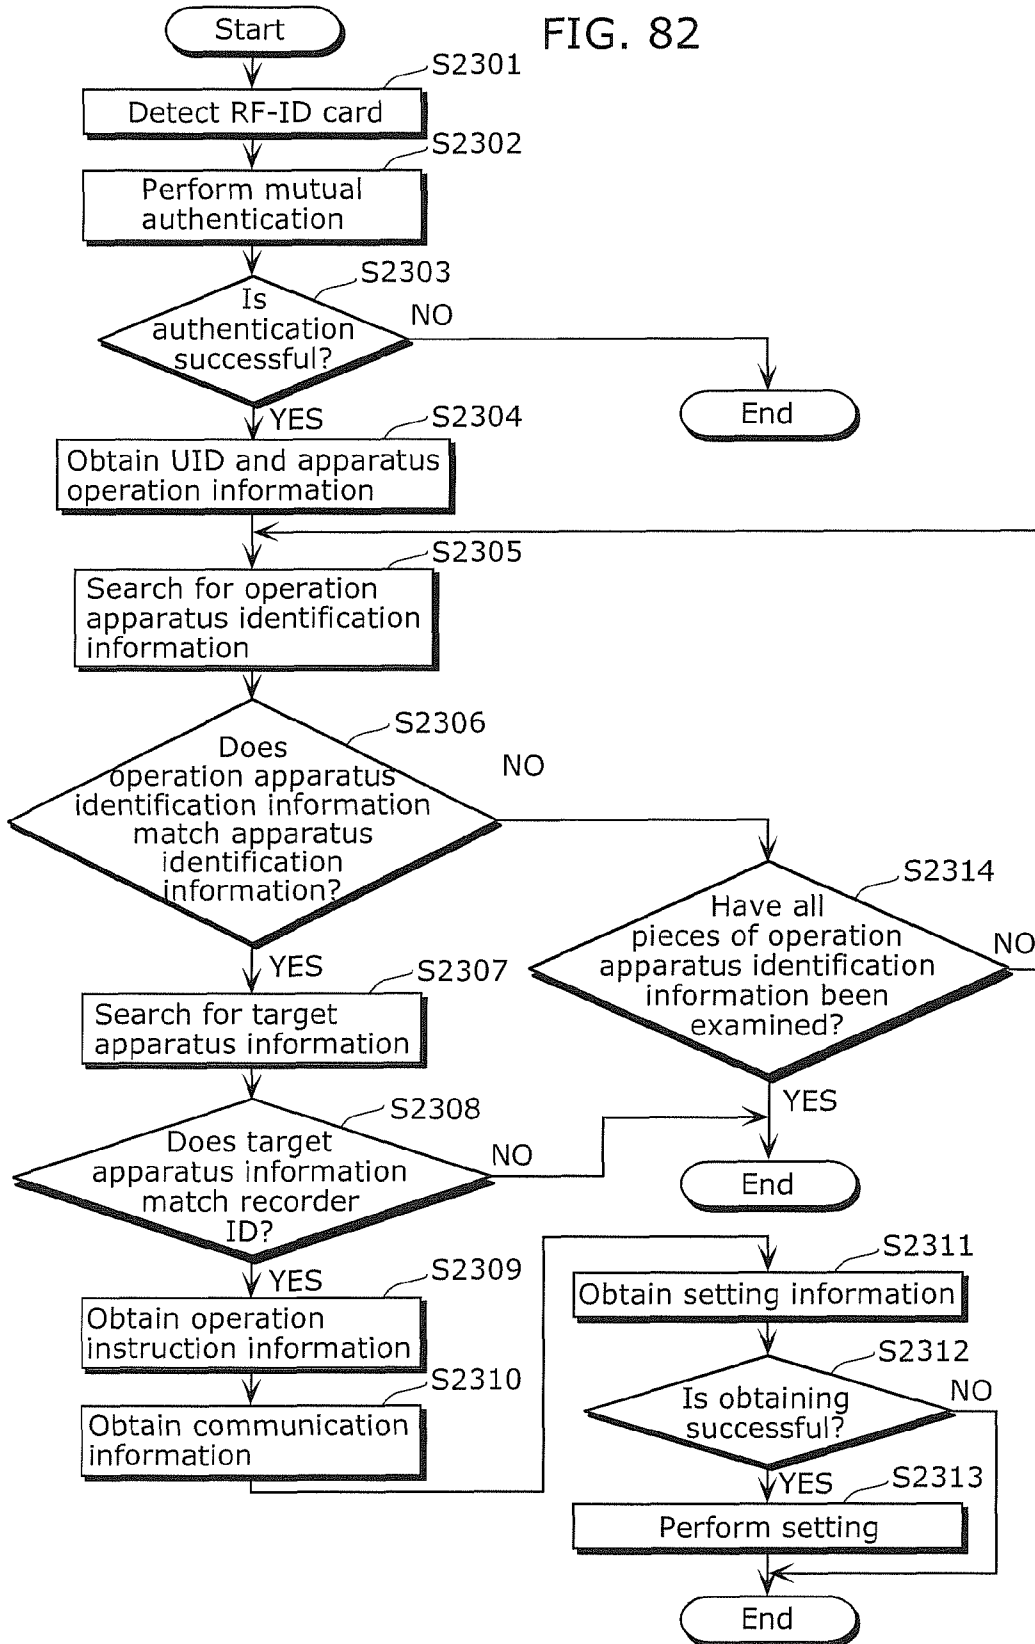 FIG. 82
Start
S2301
Detect RF-ID card
S2302
Perform mutual
authentication
S2303
Is
authentication
successful?
NO
End
YES
S2304
Obtain UID and apparatus
operation information
S2305
Search for operation
apparatus identification
information
S2306
Does
operation apparatus
identification information
match apparatus
identification
information?
NO
S2314
Have all
pieces of operation
apparatus identification
information been
examined?
NO
YES
End
YES
S2307
Search for target
apparatus information
S2308
Does target
apparatus information
match recorder
ID?
NO
YES
S2309
Obtain operation
instruction information
S2310
Obtain communication
information
S2311
Obtain setting information
S2312
Is obtaining
successful?
NO
YES
S2313
Perform setting
End